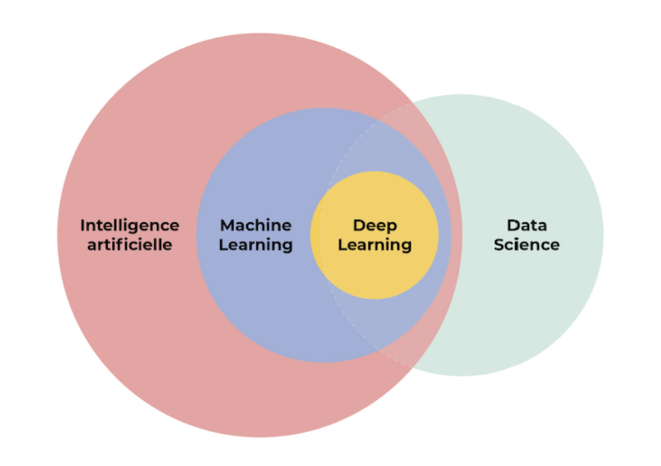 Intelligence
artificielle
Machine
Learning
Deep
Learning
Data
Science